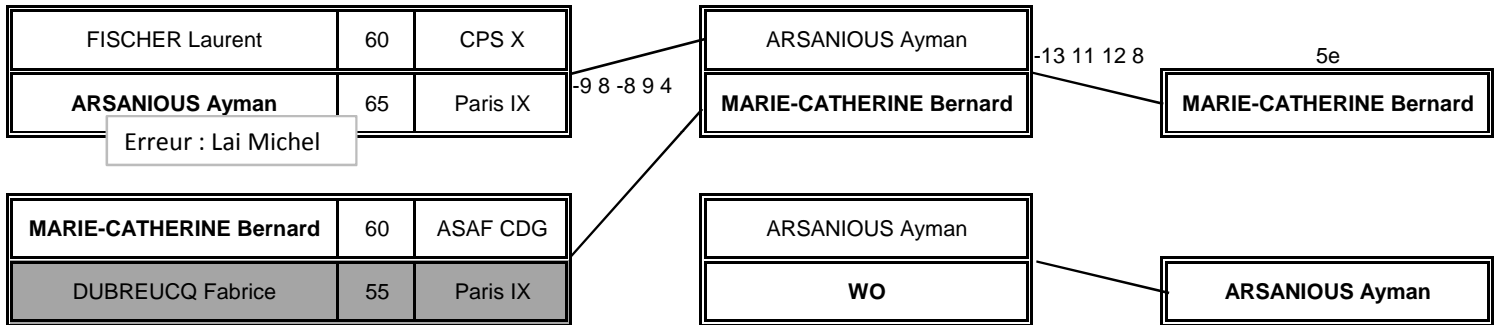 FISCHER Laurent 60 CPS X
ARSANIOUS Ayman 65 Paris IX
Erreur : Lai Michel
-9 8 -8 9 4
MARIE-CATHERINE Bernard 60 ASAF CDG
DUBREUCQ Fabrice 55 Paris IX
ARSANIOUS Ayman
MARIE-CATHERINE Bernard
-13 11 12 8
ARSANIOUS Ayman
WO
5e
MARIE-CATHERINE Bernard
ARSANIOUS Ayman